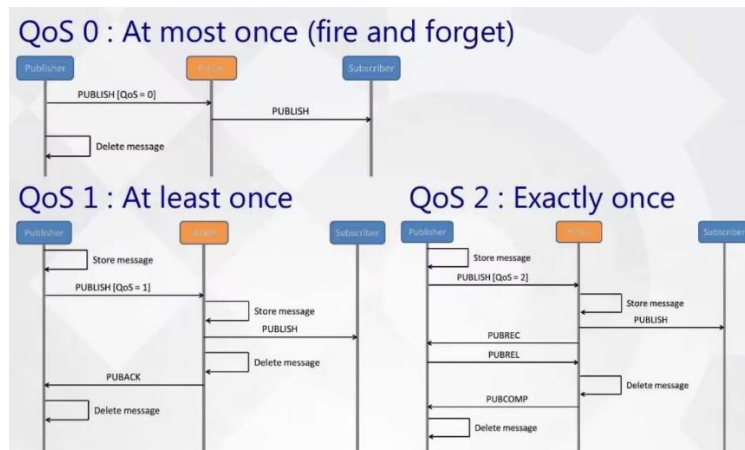 QoS 0 : At most once (fire and forget)
Publisher
Subscriber
PUBLISH [QoS = 0]
PUBLISH
Delete message
QoS 1 : At least once
Publisher
Subscriber
Store message
PUBLISH [QoS = 1]
Store message
PUBLISH
Delete message
PUBACK
Delete message
QoS 2 : Exactly once
Publisher
Subscriber
Store message
PUBLISH [QoS = 2]
Store message
PUBLISH
PUBREC
PUBREL
Delete message
PUBCOMP
Delete message